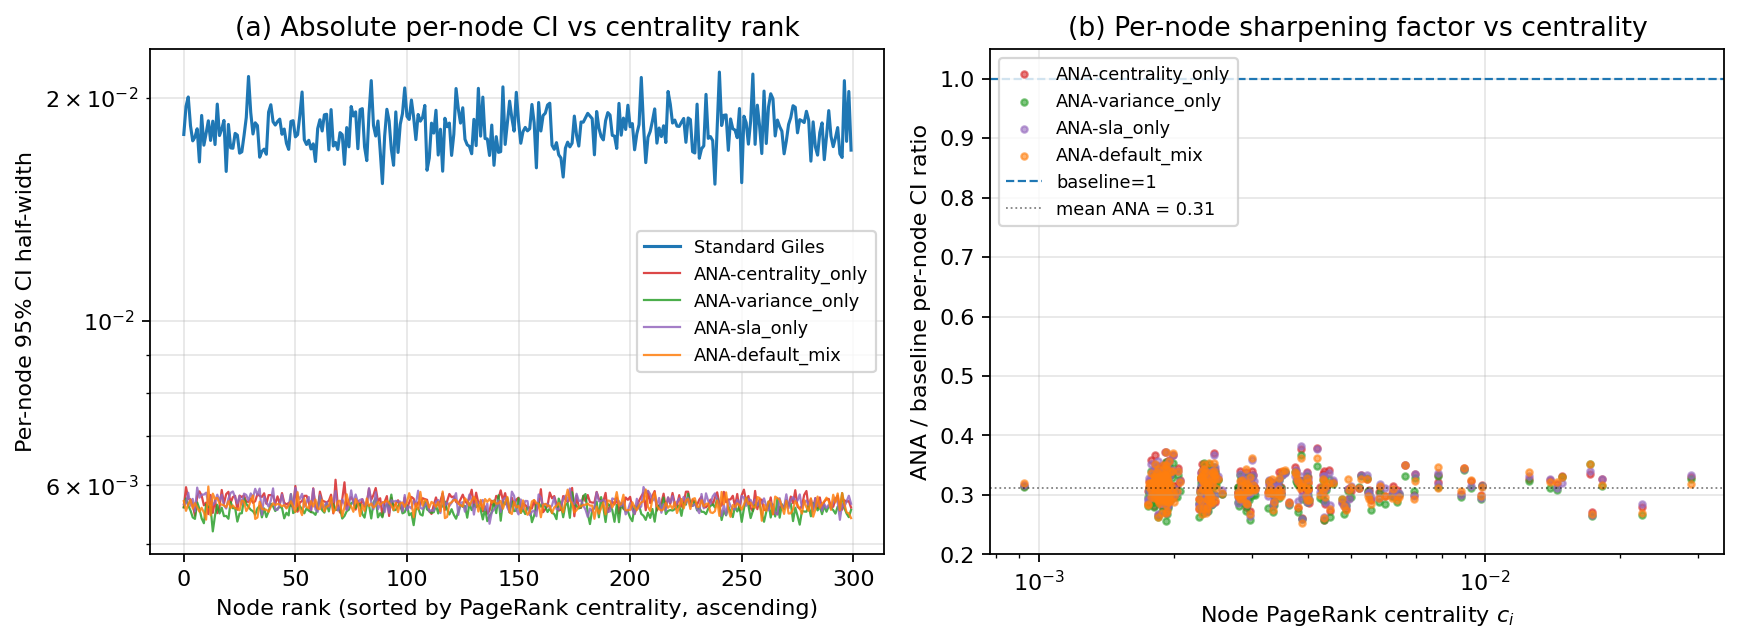 (a) Absolute per-node CI vs centrality rank
Per-node 95% CI half-width
2 × 10⁻²
10⁻²
6 × 10⁻³
Standard Giles
ANA-centrality_only
ANA-variance_only
ANA-sla_only
ANA-default_mix
0 50 100 150 200 250 300
Node rank (sorted by PageRank centrality, ascending)
(b) Per-node sharpening factor vs centrality
ANA / baseline per-node CI ratio
1.0
0.9
0.8
0.7
0.6
0.5
0.4
0.3
0.2
ANA-centrality_only
ANA-variance_only
ANA-sla_only
ANA-default_mix
baseline=1
mean ANA = 0.31
10⁻³ 10⁻²
Node PageRank centrality cᵢ